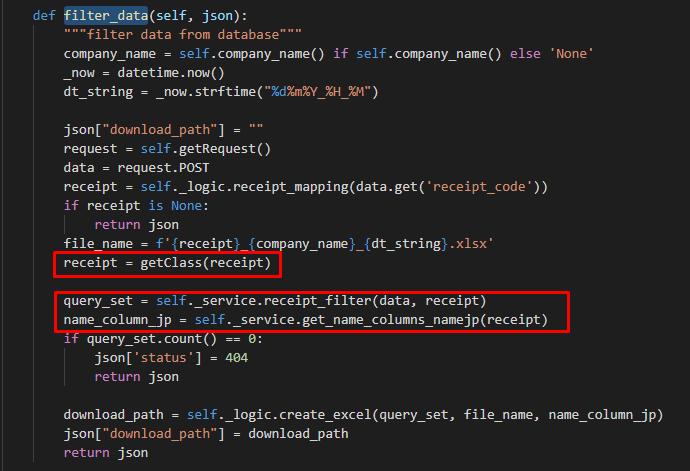 def filter_data(self, json):
"""filter data from database"""
company_name = self.company_name() if self.company_name() else 'None'
_now = datetime.now()
dt_string = _now.strftime("%d%m%Y_%H_%M")
json["download_path"] = ""
request = self.getRequest()
data = request.POST
receipt = self._logic.receipt_mapping(data.get('receipt_code'))
if receipt is None:
return json
file_name = f'{receipt}_{company_name}_{dt_string}.xlsx'
receipt = getClass(receipt)
query_set = self._service.receipt_filter(data, receipt)
name_column_jp = self._service.get_name_columns_namejp(receipt)
if query_set.count() == 0:
json['status'] = 404
return json
download_path = self._logic.create_excel(query_set, file_name, name_column_jp)
json["download_path"] = download_path
return json